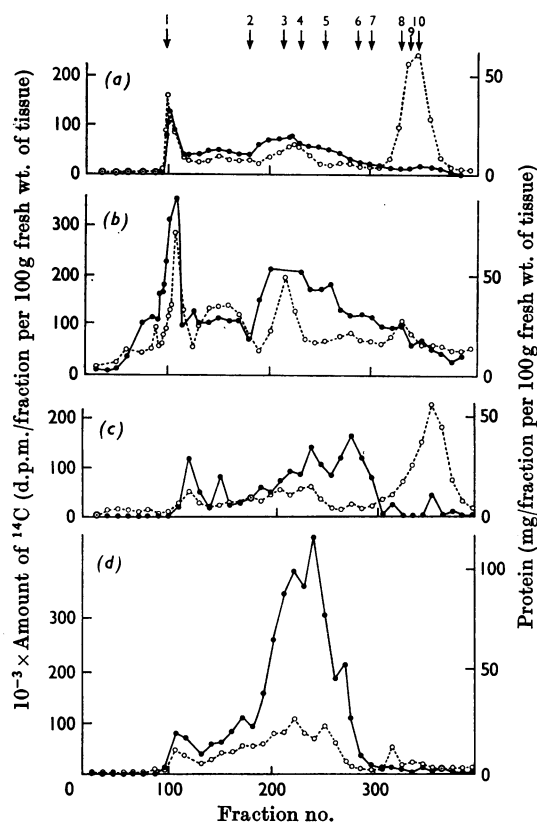 1 2 3 4 5 6 7 8 9 10
(a)
200
100
0
50
0
(b)
300
200
100
0
50
0
(c)
200
100
0
50
0
(d)
300
200
100
0
100
50
0
0 100 200 300
Fraction no.
10⁻³ × Amount of ¹⁴C (d.p.m./fraction per 100g fresh wt. of tissue)
Protein (mg/fraction per 100g fresh wt. of tissue)